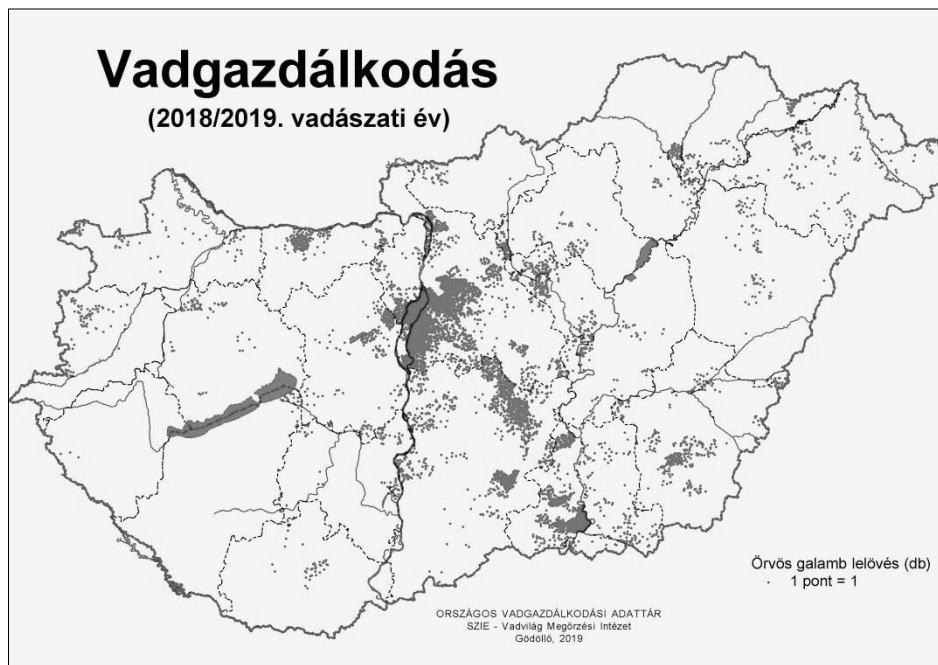 Vadgazdálkodás
(2018/2019. vadászati év)
Örvös galamb lelövés (db)
1 pont = 1
ORSZÁGOS VADGAZDÁLKODÁSI ADATTÁR
SZIE - Vadvilág Megőrzési Intézet
Gödöllő, 2019